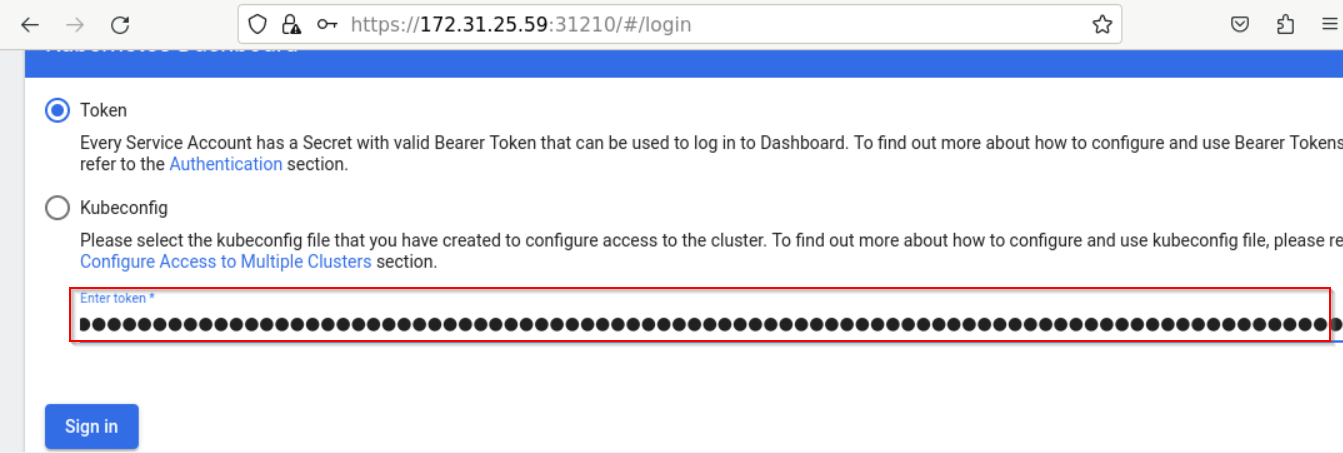 https://172.31.25.59:31210/#/login
Kubernetes Dashboard
Token
Every Service Account has a Secret with valid Bearer Token that can be used to log in to Dashboard. To find out more about how to configure and use Bearer Tokens
refer to the Authentication section.
Kubeconfig
Please select the kubeconfig file that you have created to configure access to the cluster. To find out more about how to configure and use kubeconfig file, please re
Configure Access to Multiple Clusters section.
Enter token *
Sign in